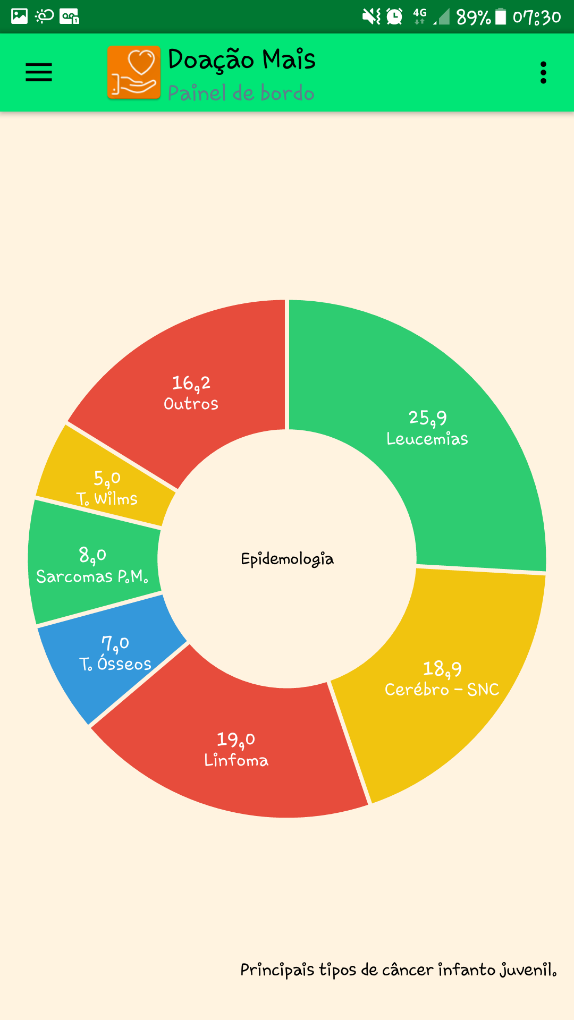 4G 89% 07:30
Doação Mais
Painel de bordo
16,2
Outros
25,9
Leucemias
5,0
T. Wilms
8,0
Sarcomas P.M.
Epidemologia
7,0
T. Ósseos
18,9
Cerébro - SNC
19,0
Linfoma
Principais tipos de câncer infanto juvenil.